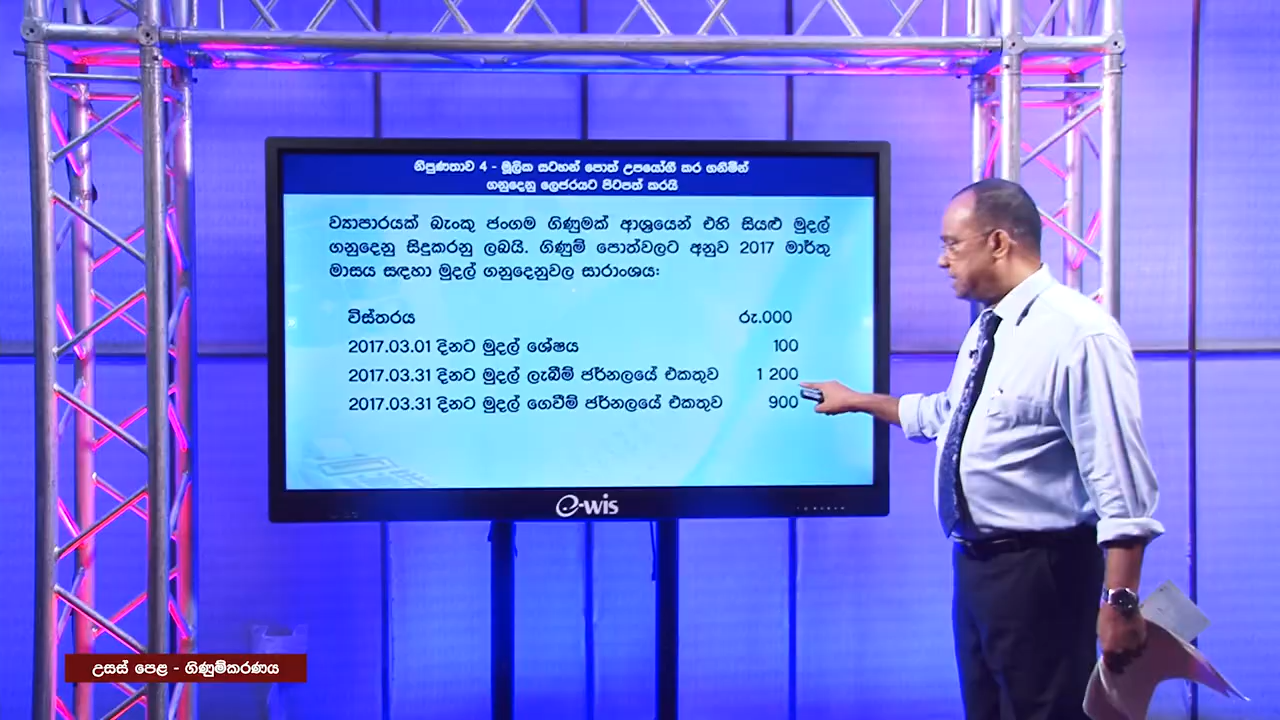 නිපුණතාව 4 - මූලික සටහන් පොත් උපයෝගී කර ගනිමින්
ගනුදෙනු ලෙජරයට පිටපත් කරයි
ව්‍යාපාරයක් බැංකු ජංගම ගිණුමක් ආශ්‍රයෙන් එහි සියළු මුදල්
ගනුදෙනු සිදුකරනු ලබයි. ගිණුම් පොත්වලට අනුව 2017 මාර්තු
මාසය සඳහා මුදල් ගනුදෙනුවල සාරාංශය:
විස්තරය රු.000
2017.03.01 දිනට මුදල් ශේෂය 100
2017.03.31 දිනට මුදල් ලැබීම් ජර්නලයේ එකතුව 1 200
2017.03.31 දිනට මුදල් ගෙවීම් ජර්නලයේ එකතුව 900
e-wis
උසස් පෙළ - ගිණුම්කරණය